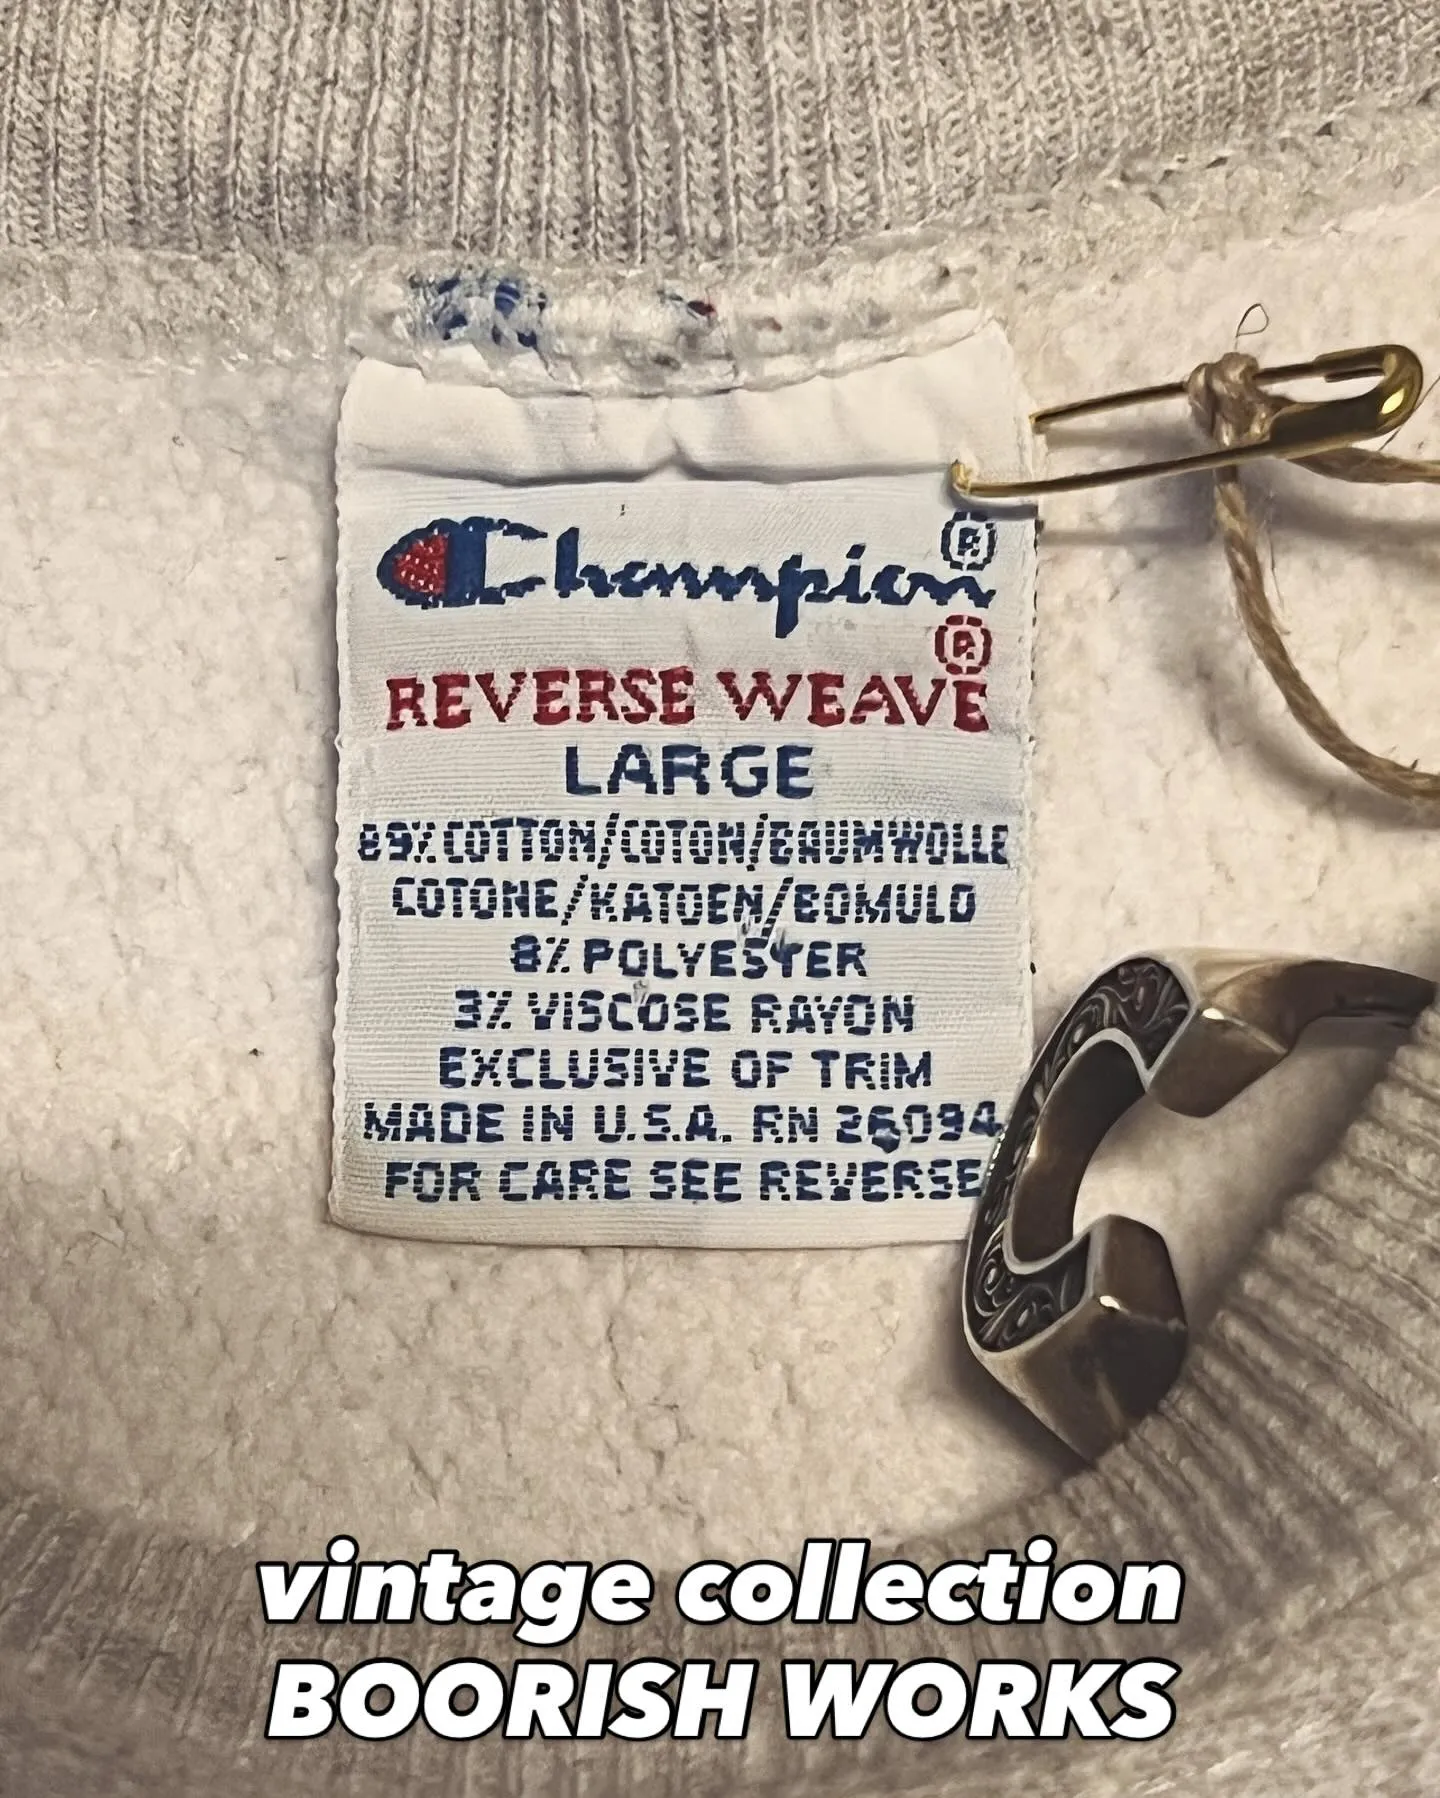 Champion®
REVERSE WEAVE®
LARGE
89% COTTON/COTON/BAUMWOLLE
COTONE/KATOEN/BOMULD
8% POLYESTER
3% VISCOSE RAYON
EXCLUSIVE OF TRIM
MADE IN U.S.A. RN 26094
FOR CARE SEE REVERSE
vintage collection
BOORISH WORKS